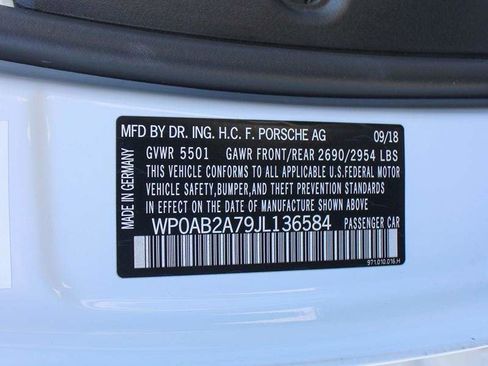 MFD BY DR. ING. H.C. F. PORSCHE AG 09/18
GVWR 5501 GAWR FRONT/REAR 2690/2954 LBS
THIS VEHICLE CONFORMS TO ALL APPLICABLE U.S.FEDERAL MOTOR
VEHICLE SAFETY,BUMPER,AND THEFT PREVENTION STANDARDS
IN EFFECT ON THE DATE OF MANUFACTURE SHOWN ABOVE.
WP0AB2A79JL136584 PASSENGER CAR
971.010.016.H
MADE IN GERMANY